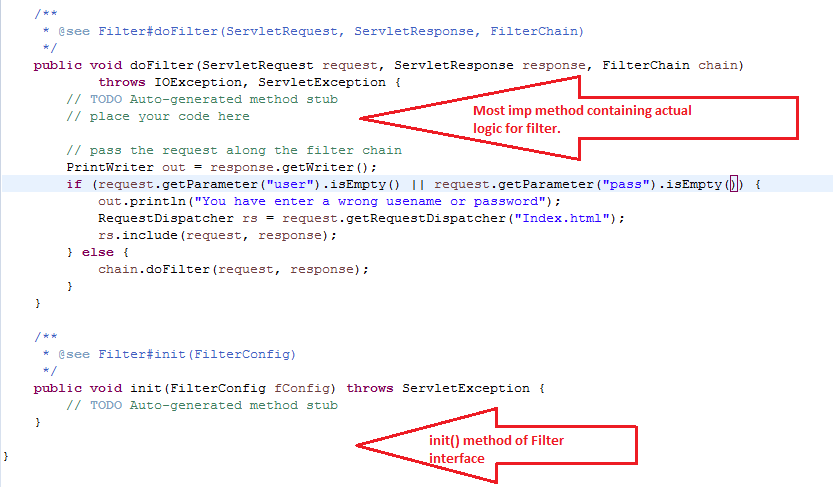 /**
* @see Filter#doFilter(ServletRequest, ServletResponse, FilterChain)
*/
public void doFilter(ServletRequest request, ServletResponse response, FilterChain chain)
throws IOException, ServletException {
// TODO Auto-generated method stub
// place your code here
Most imp method containing actual
logic for filter.
// pass the request along the filter chain
PrintWriter out = response.getWriter();
if (request.getParameter("user").isEmpty() || request.getParameter("pass").isEmpty()) {
out.println("You have enter a wrong usename or password");
RequestDispatcher rs = request.getRequestDispatcher("Index.html");
rs.include(request, response);
} else {
chain.doFilter(request, response);
}
}
/**
* @see Filter#init(FilterConfig)
*/
public void init(FilterConfig fConfig) throws ServletException {
// TODO Auto-generated method stub
}
init() method of Filter
interface
}